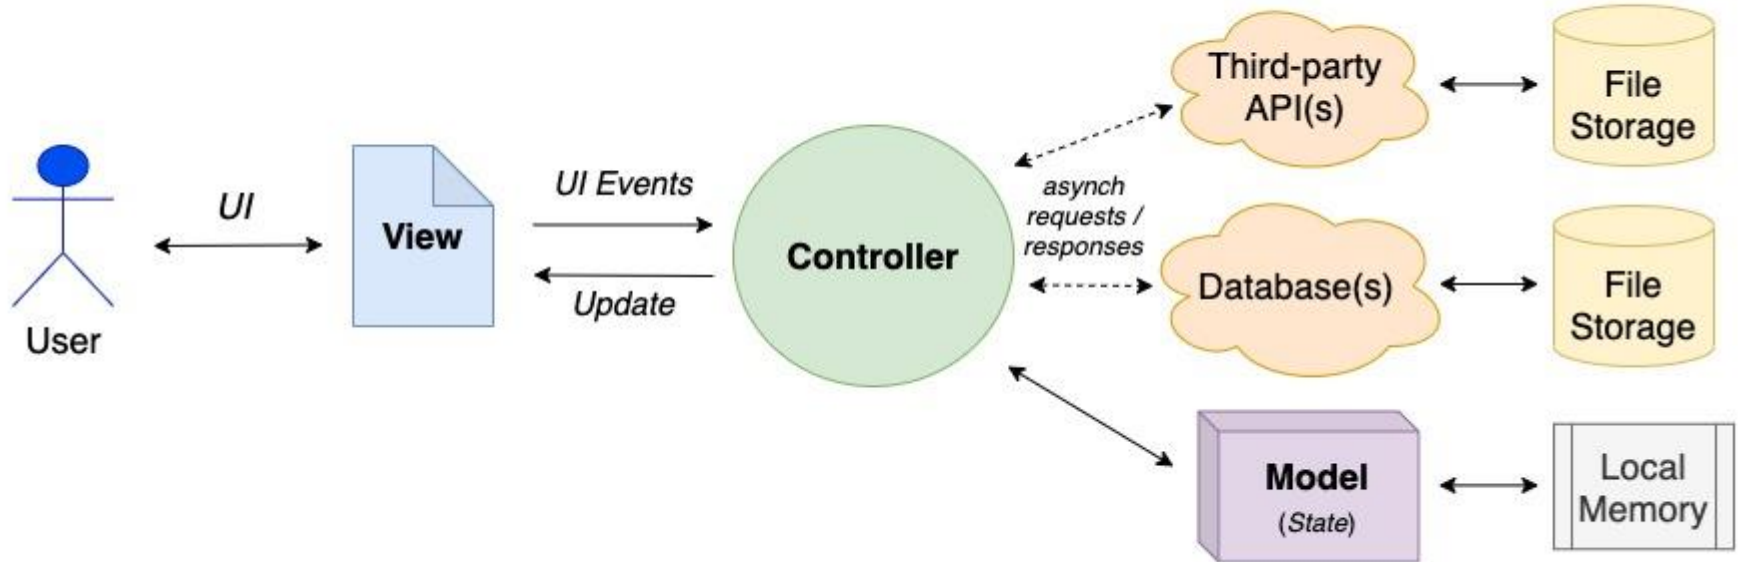 User
UI
View
UI Events
Update
Controller
asynch
requests /
responses
Third-party
API(s)
File
Storage
Database(s)
File
Storage
Model
(State)
Local
Memory